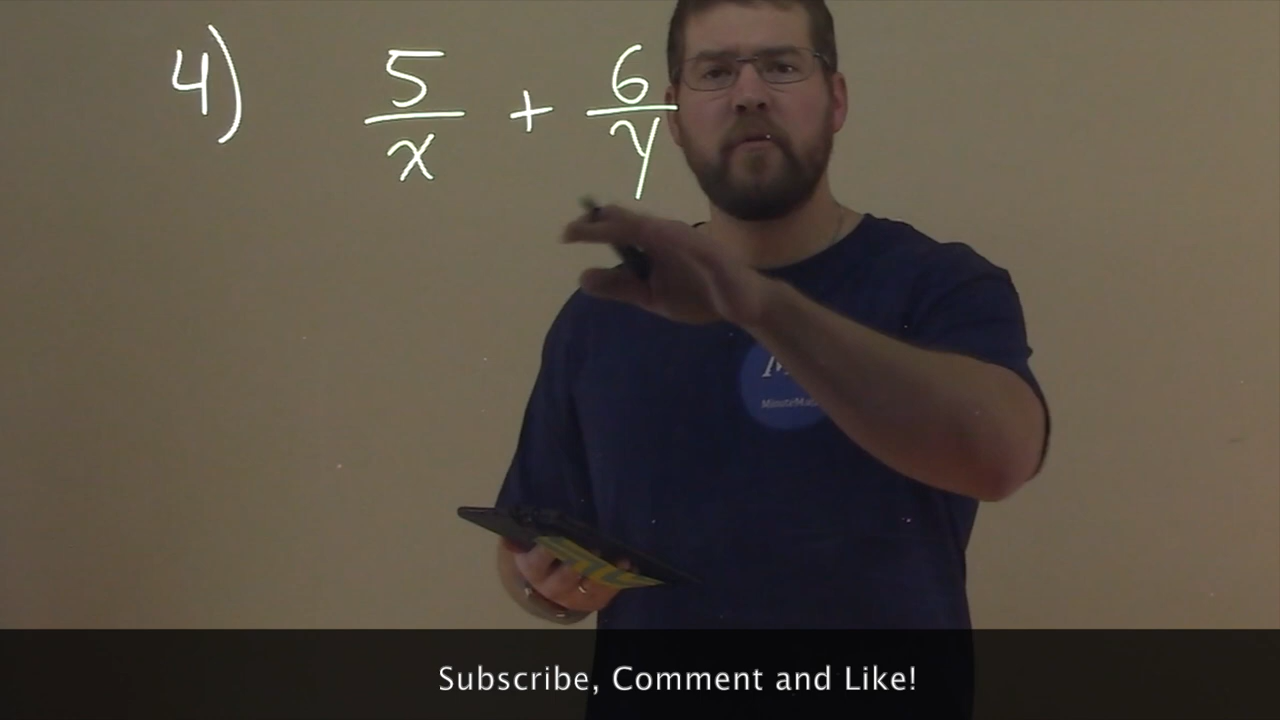 4) 5/x + 6/y
M
Subscribe, Comment and Like!